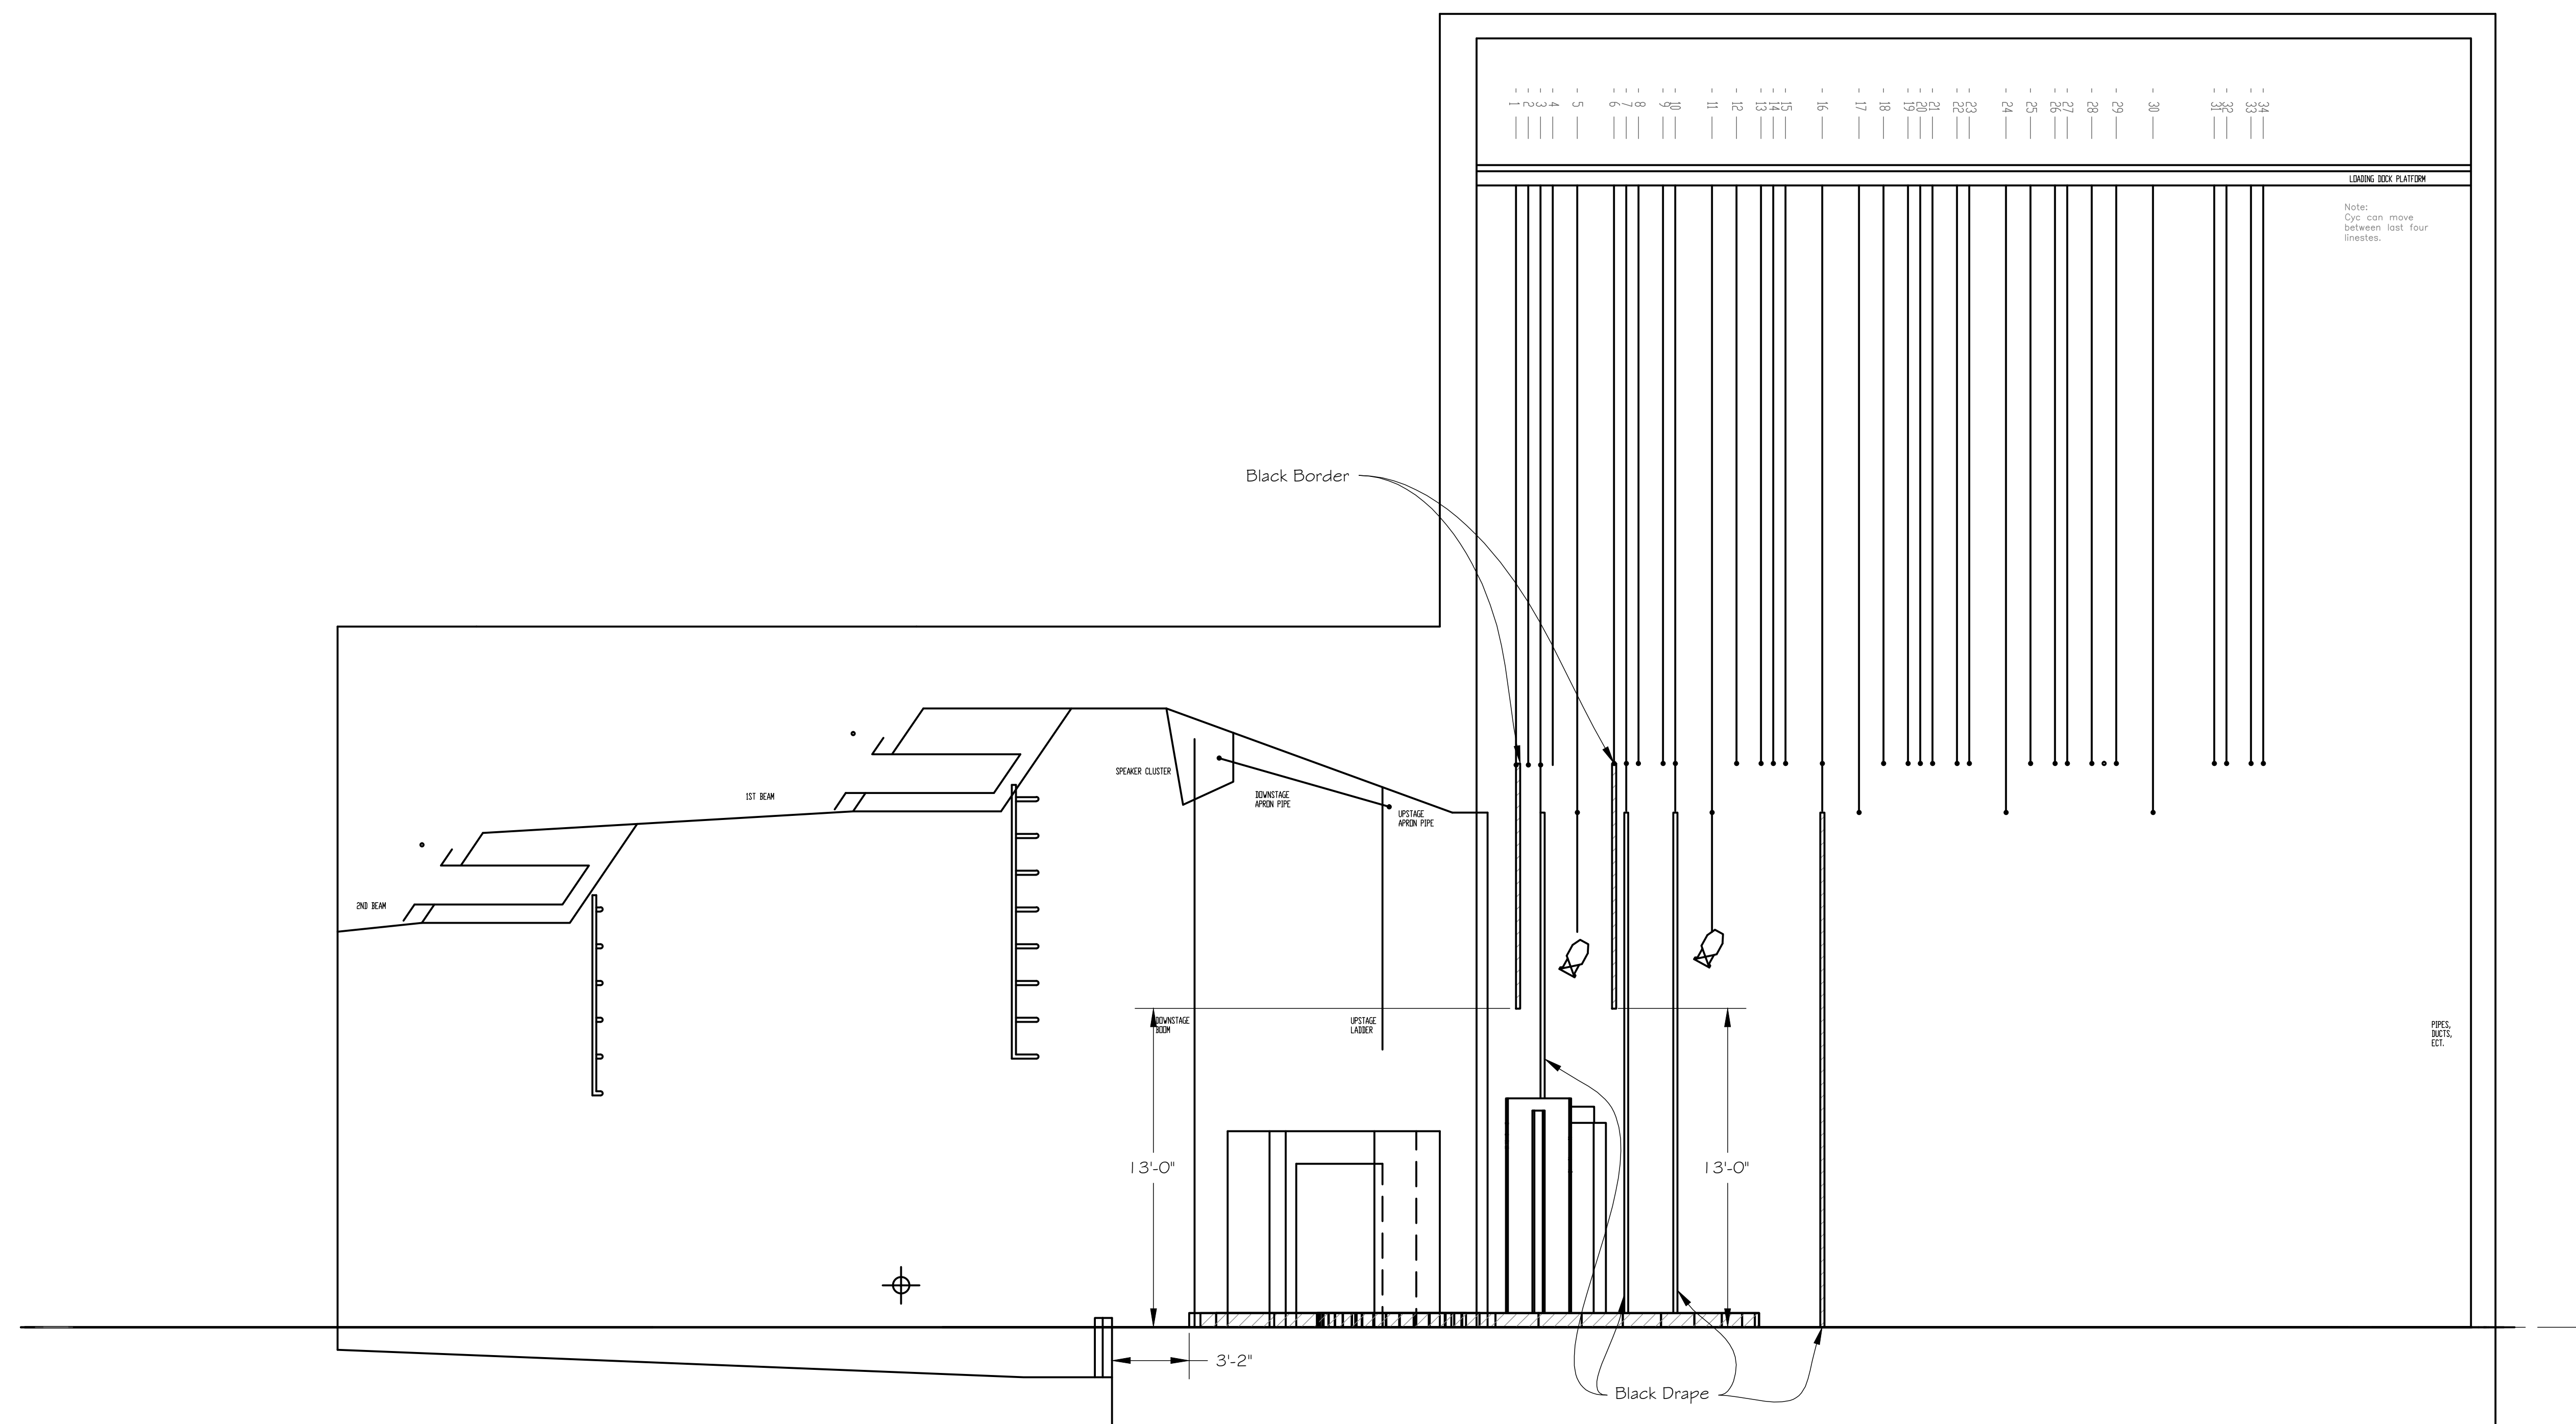 1
2
3
4
5
6
7
8
9
10
11
12
13
14
15
16
17
18
19
20
21
22
23
24
25
26
27
28
29
30
31
32
33
34
LOADING DOCK PLATFORM
Note:
Cyc can move
between last four
linestes.
Black Border
SPEAKER CLUSTER
1ST BEAM
DOWNSTAGE
APRON PIPE
UPSTAGE
APRON PIPE
2ND BEAM
DOWNSTAGE
BOOM
UPSTAGE
LADDER
PIPES,
DUCTS,
ECT.
13'-0"
13'-0"
3'-2"
Black Drape